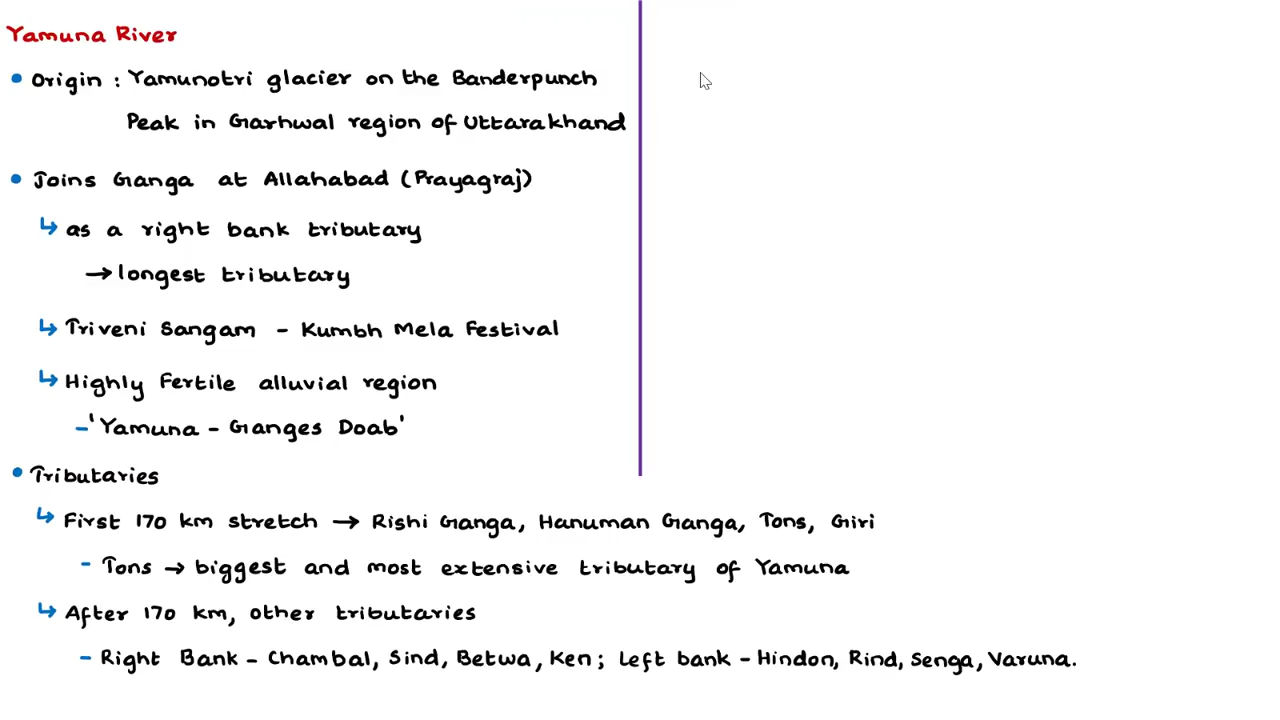 Yamuna River
• Origin : Yamunotri glacier on the Banderpunch
Peak in Garhwal region of Uttarakhand
• Joins Ganga at Allahabad (Prayagraj)
↳ as a right bank tributary
→ longest tributary
↳ Triveni Sangam - Kumbh Mela Festival
↳ Highly Fertile alluvial region
- 'Yamuna - Ganges Doab'
• Tributaries
↳ First 170 km stretch → Rishi Ganga, Hanuman Ganga, Tons, Giri
- Tons → biggest and most extensive tributary of Yamuna
↳ After 170 km, other tributaries
- Right Bank - Chambal, Sind, Betwa, Ken; Left bank - Hindon, Rind, Senga, Varuna.